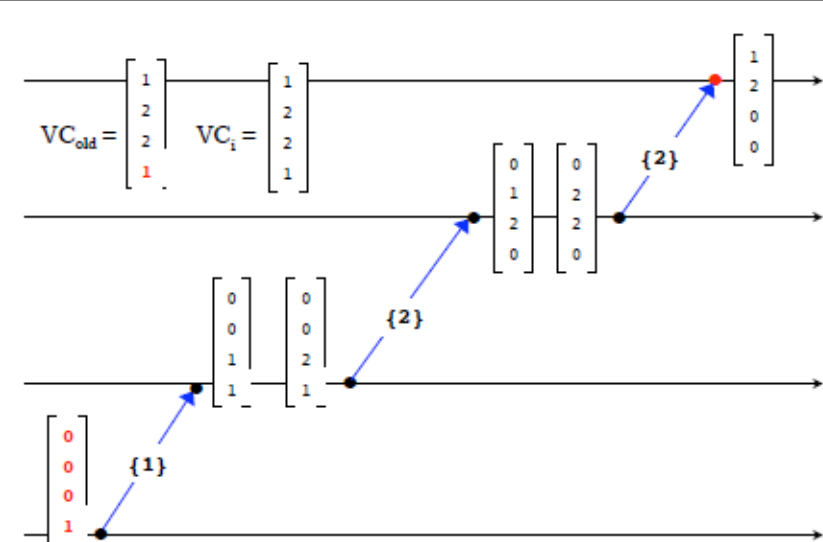 VCold = [1 2 2 1] VCi = [1 2 2 1]
[1 2 0 0]
{2}
[0 1 2 0] [0 2 2 0]
{2}
[0 0 1 1] [0 0 2 1]
{1}
[0 0 0 1]